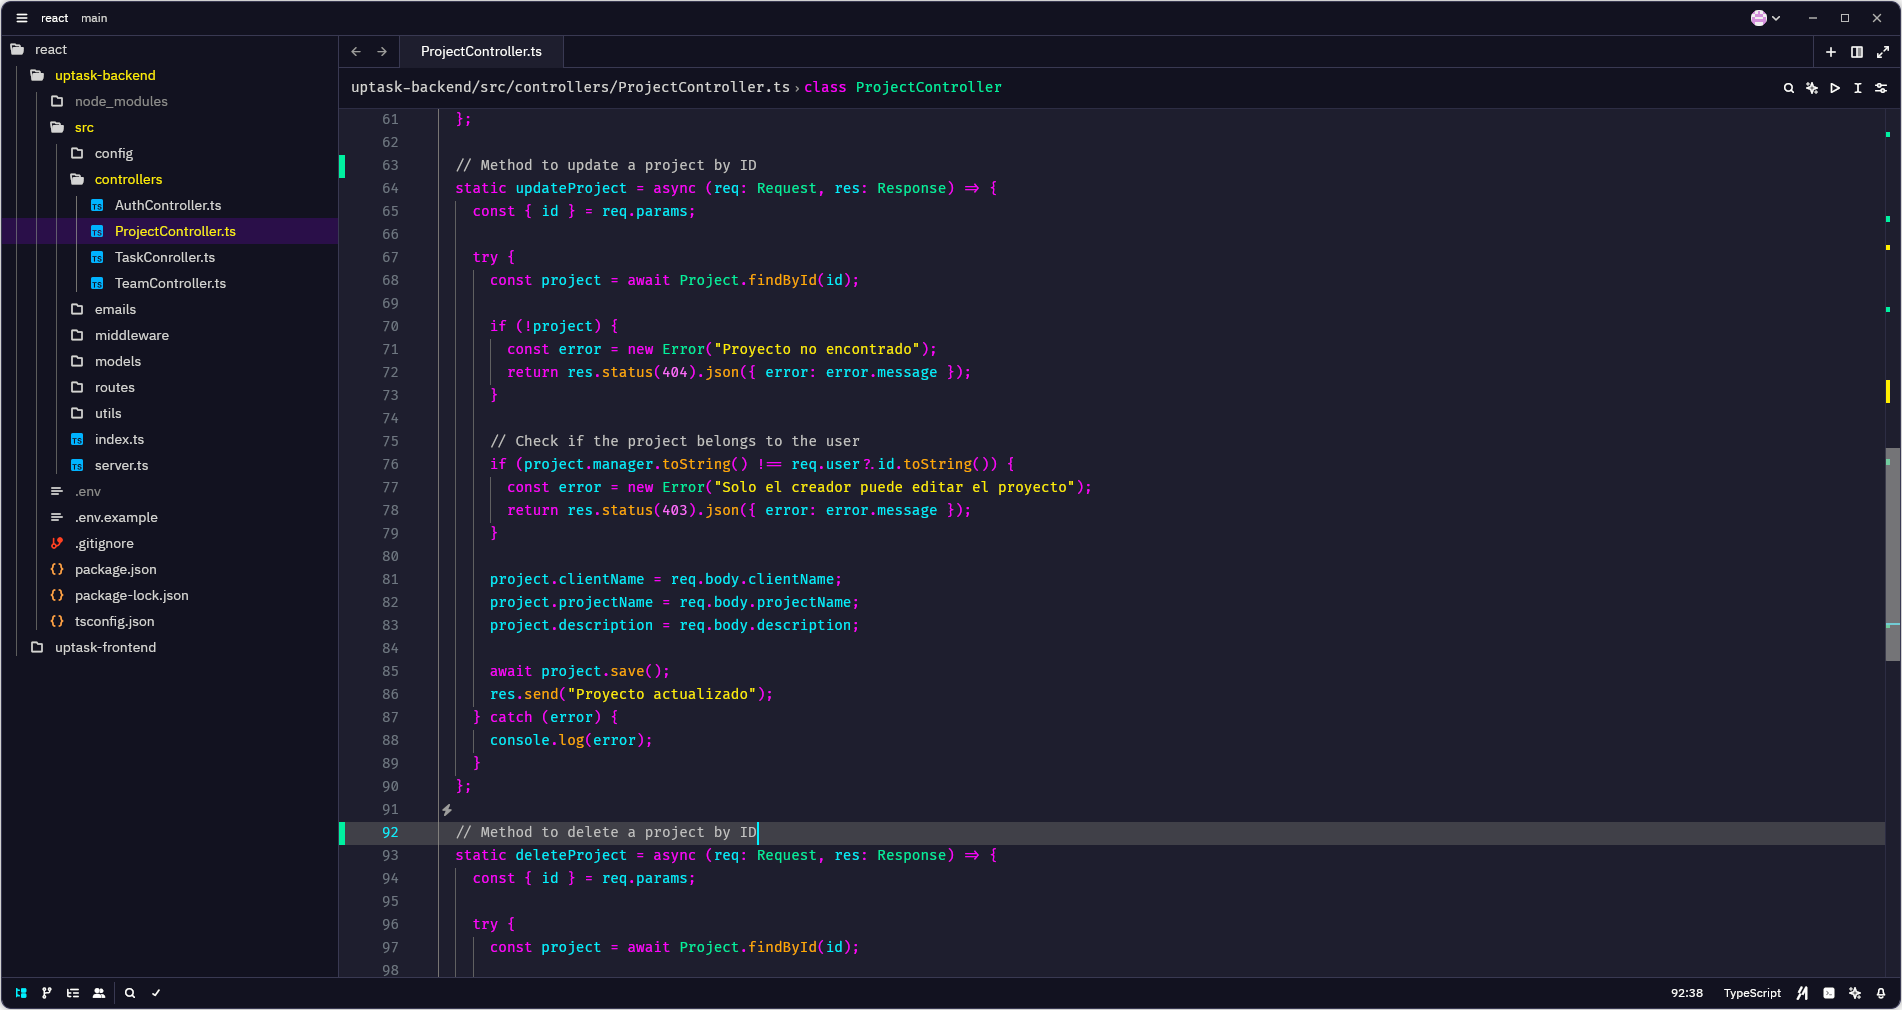 react main
react
uptask-backend
node_modules
src
config
controllers
AuthController.ts
ProjectController.ts
TaskConroller.ts
TeamController.ts
emails
middleware
models
routes
utils
index.ts
server.ts
.env
.env.example
.gitignore
package.json
package-lock.json
tsconfig.json
uptask-frontend
ProjectController.ts
uptask-backend/src/controllers/ProjectController.ts › class ProjectController
61 };
62
63 // Method to update a project by ID
64 static updateProject = async (req: Request, res: Response) => {
65 const { id } = req.params;
66
67 try {
68 const project = await Project.findById(id);
69
70 if (!project) {
71 const error = new Error("Proyecto no encontrado");
72 return res.status(404).json({ error: error.message });
73 }
74
75 // Check if the project belongs to the user
76 if (project.manager.toString() !== req.user?.id.toString()) {
77 const error = new Error("Solo el creador puede editar el proyecto");
78 return res.status(403).json({ error: error.message });
79 }
80
81 project.clientName = req.body.clientName;
82 project.projectName = req.body.projectName;
83 project.description = req.body.description;
84
85 await project.save();
86 res.send("Proyecto actualizado");
87 } catch (error) {
88 console.log(error);
89 }
90 };
91
92 // Method to delete a project by ID
93 static deleteProject = async (req: Request, res: Response) => {
94 const { id } = req.params;
95
96 try {
97 const project = await Project.findById(id);
98
92:38 TypeScript